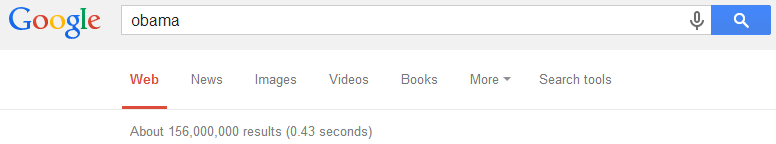 Google obama
Web News Images Videos Books More Search tools
About 156,000,000 results (0.43 seconds)